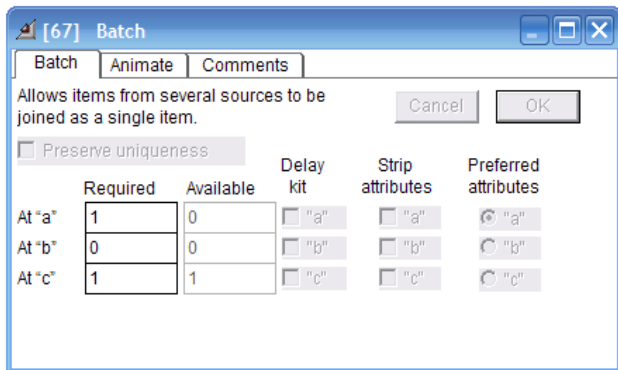 [67] Batch
Batch Animate Comments
Allows items from several sources to be
joined as a single item.
Cancel OK
Preserve uniqueness
Delay Strip Preferred
Required Available kit attributes attributes
At "a" 1 0 "a" "a" "a"
At "b" 0 0 "b" "b" "b"
At "c" 1 1 "c" "c" "c"